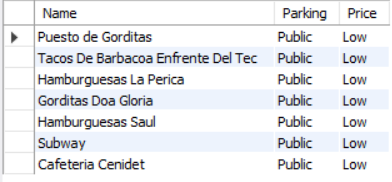 Name Parking Price
Puesto de Gorditas Public Low
Tacos De Barbacoa Enfrente Del Tec Public Low
Hamburguesas La Perica Public Low
Gorditas Doa Gloria Public Low
Hamburguesas Saul Public Low
Subway Public Low
Cafeteria Cenidet Public Low